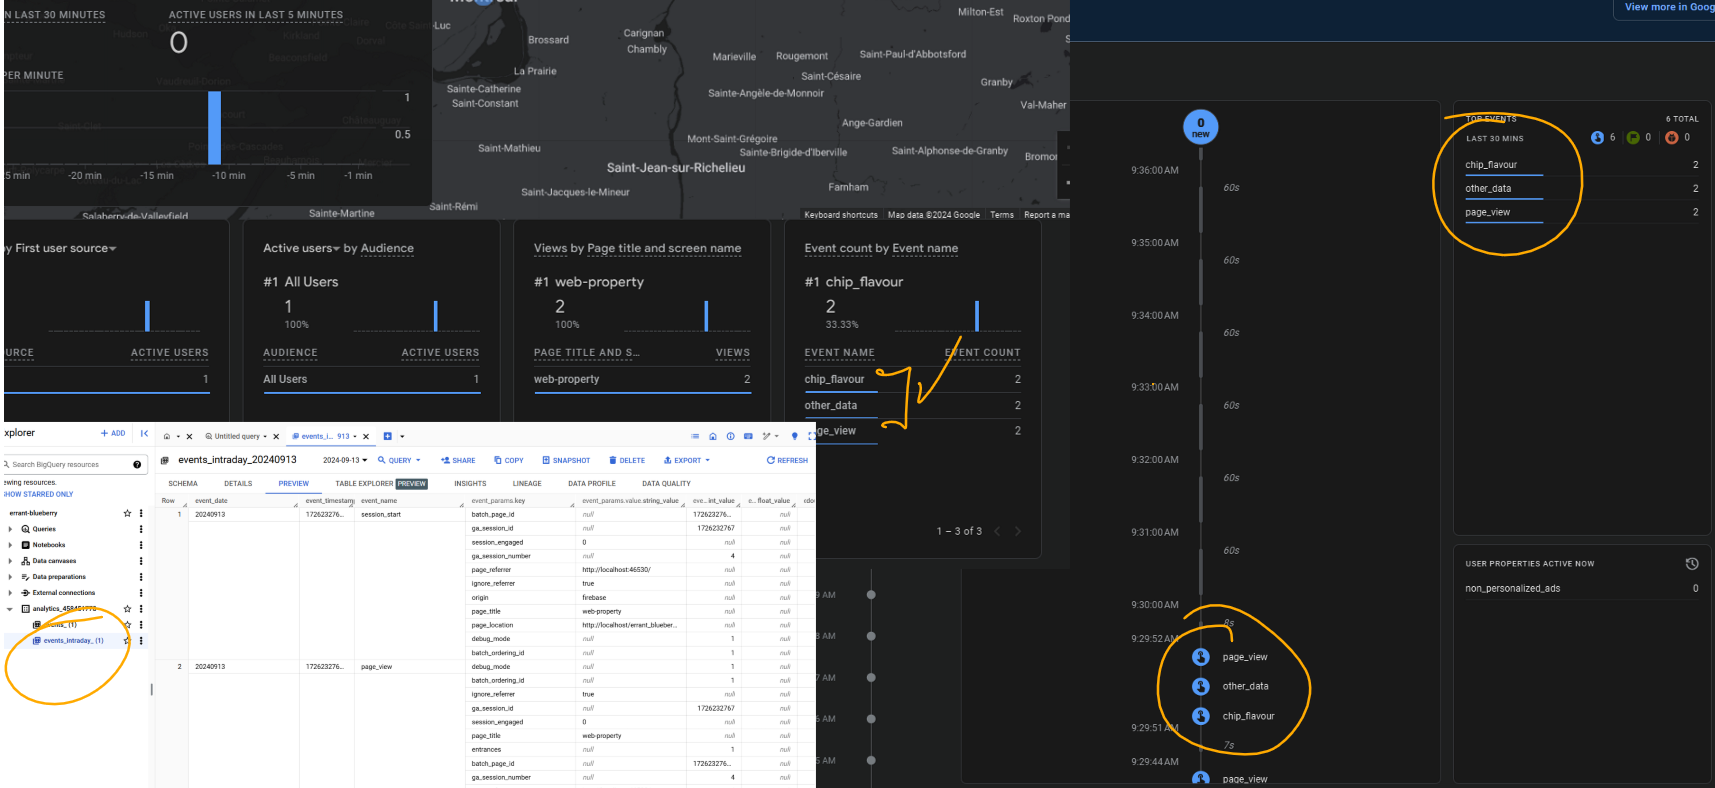 N LAST 30 MINUTES
ACTIVE USERS IN LAST 5 MINUTES
0
PER MINUTE
1
0.5
5 min
-20 min
-15 min
-10 min
-5 min
-1 min
Luc
Brossard
Carignan
Chambly
La Prairie
Sainte-Catherine
Saint-Constant
Marieville
Rougemont
Saint-Paul-d'Abbotsford
Saint-Césaire
Sainte-Angèle-de-Monnoir
Milton-Est
Roxton Pond
Granby
Val-Maher
Ange-Gardien
Mont-Saint-Grégoire
Sainte-Brigide-d'Iberville
Saint-Alphonse-de-Granby
Bromon
Saint-Mathieu
Saint-Jean-sur-Richelieu
Farnham
Saint-Jacques-le-Mineur
Saint-Rémi
Sainte-Martine
Salaberry-de-Valleyfield
Keyboard shortcuts
Map data ©2024 Google
Terms
Report a ma
y First user source
URCE
ACTIVE USERS
1
Active users by Audience
#1 All Users
1
100%
AUDIENCE
ACTIVE USERS
All Users
1
Views by Page title and screen name
#1 web-property
2
100%
PAGE TITLE AND S...
VIEWS
web-property
2
Event count by Event name
#1 chip_flavour
2
33.33%
EVENT NAME
EVENT COUNT
chip_flavour
2
other_data
2
ge_view
2
1 – 3 of 3
View more in Goog
0
new
9:36:00 AM
60s
9:35:00 AM
60s
9:34:00 AM
60s
9:33:00 AM
60s
9:32:00 AM
60s
9:31:00 AM
60s
9:30:00 AM
8s
9:29:52 AM
page_view
other_data
chip_flavour
9:29:51 AM
7s
9:29:44 AM
page_view
9 AM
8 AM
7 AM
6 AM
5 AM
TOP EVENTS
6 TOTAL
LAST 30 MINS
6
0
0
chip_flavour
2
other_data
2
page_view
2
USER PROPERTIES ACTIVE NOW
non_personalized_ads
0
xplorer
+ ADD
Search BigQuery resources
ewing resources.
SHOW STARRED ONLY
errant-blueberry
Queries
Notebooks
Data canvases
Data preparations
External connections
(1)
events_intraday_ (1)
Untitled query
events_i... 913
events_intraday_20240913
2024-09-13
QUERY
SHARE
COPY
SNAPSHOT
DELETE
EXPORT
REFRESH
SCHEMA
DETAILS
PREVIEW
TABLE EXPLORER
PREVIEW
INSIGHTS
LINEAGE
DATA PROFILE
DATA QUALITY
Row
event_date
event_timestamp
event_name
event_params.key
event_params.value.string_value
eve...int_value
e... float_value
1
20240913
172623276...
session_start
batch_page_id
null
172623276...
null
ga_session_id
null
1726232767
null
session_engaged
0
null
null
ga_session_number
null
4
null
page_referrer
http://localhost:46530/
null
null
ignore_referrer
true
null
null
origin
firebase
null
null
page_title
web-property
null
null
page_location
http://localhost/errant_blueber...
null
null
debug_mode
null
1
null
batch_ordering_id
null
1
null
2
20240913
172623276...
page_view
debug_mode
null
1
null
batch_ordering_id
null
1
null
ignore_referrer
true
null
null
ga_session_id
null
1726232767
null
session_engaged
0
null
null
page_title
web-property
null
null
entrances
null
1
null
batch_page_id
null
172623276...
null
ga_session_number
null
4
null